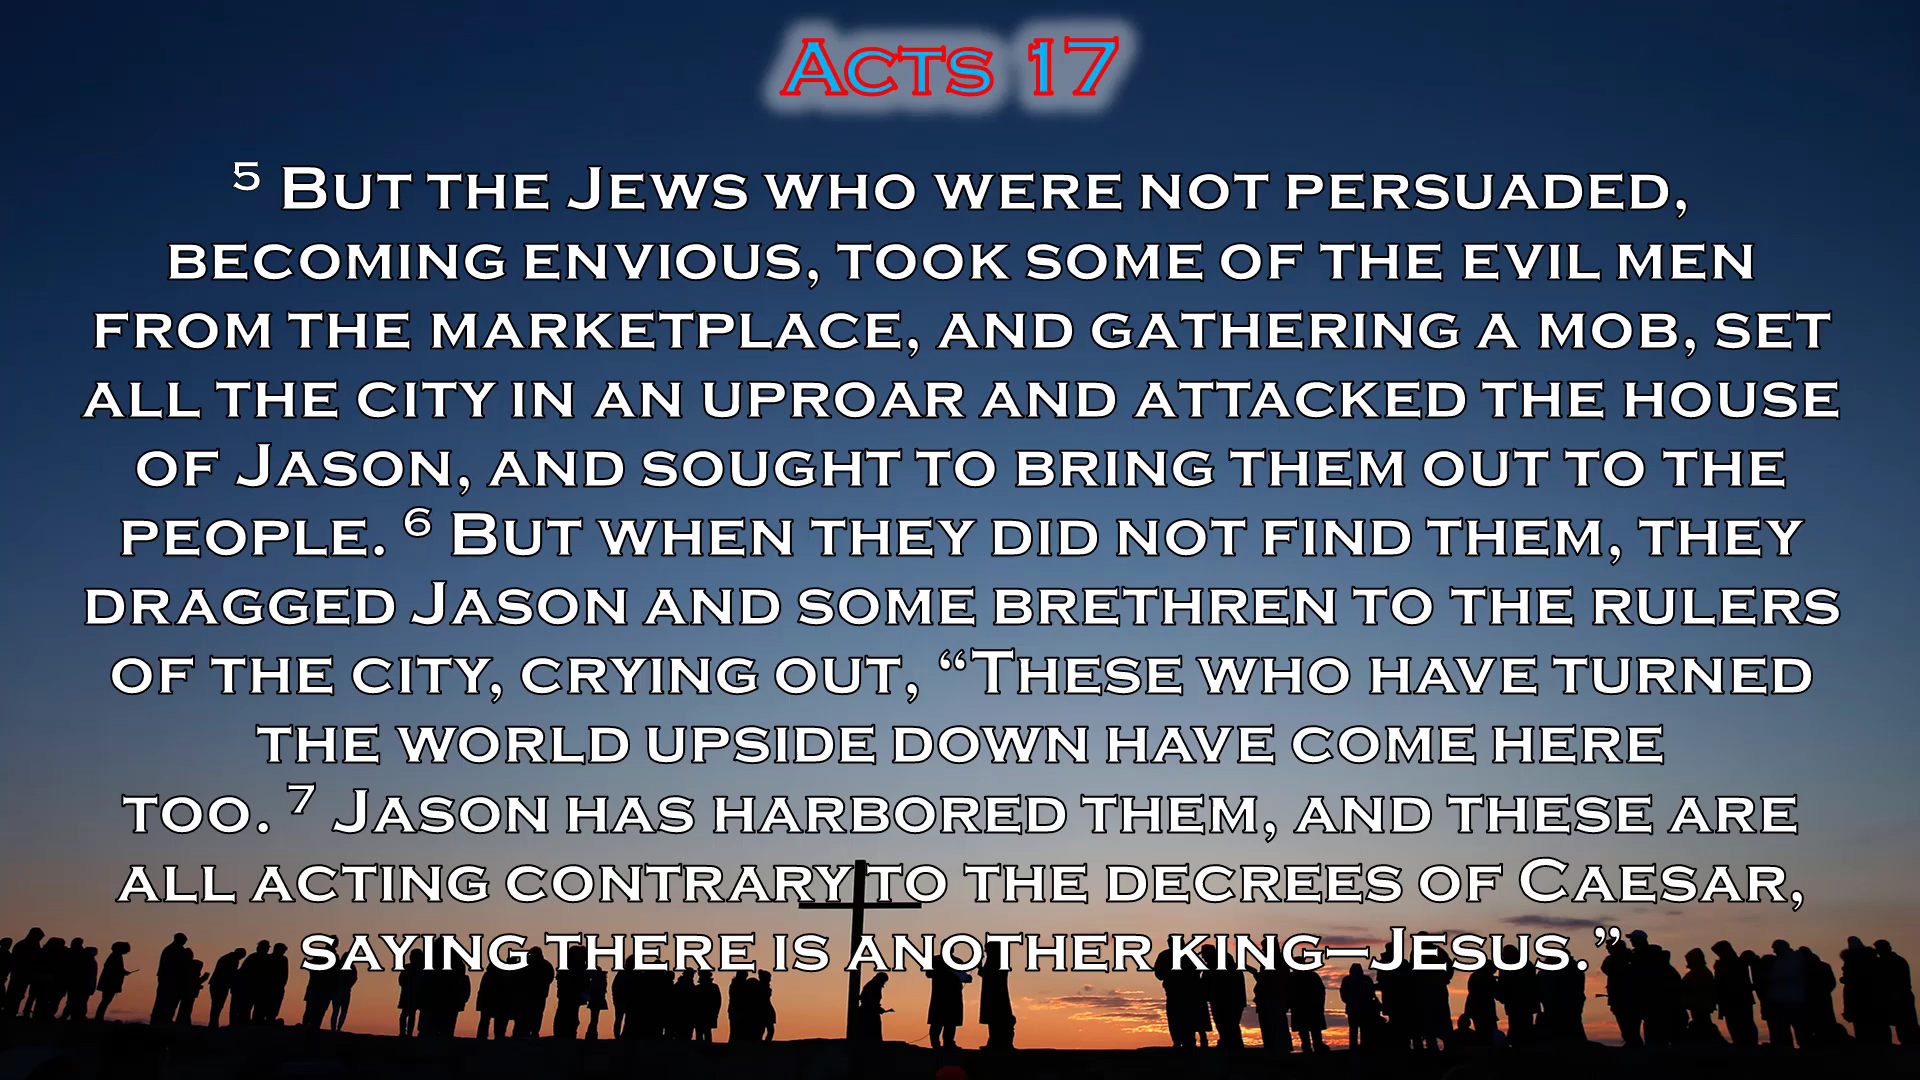 Acts 17
5 But the Jews who were not persuaded,
becoming envious, took some of the evil men
from the marketplace, and gathering a mob, set
all the city in an uproar and attacked the house
of Jason, and sought to bring them out to the
people. 6 But when they did not find them, they
dragged Jason and some brethren to the rulers
of the city, crying out, “These who have turned
the world upside down have come here
too. 7 Jason has harbored them, and these are
all acting contrary to the decrees of Caesar,
saying there is another king—Jesus.”